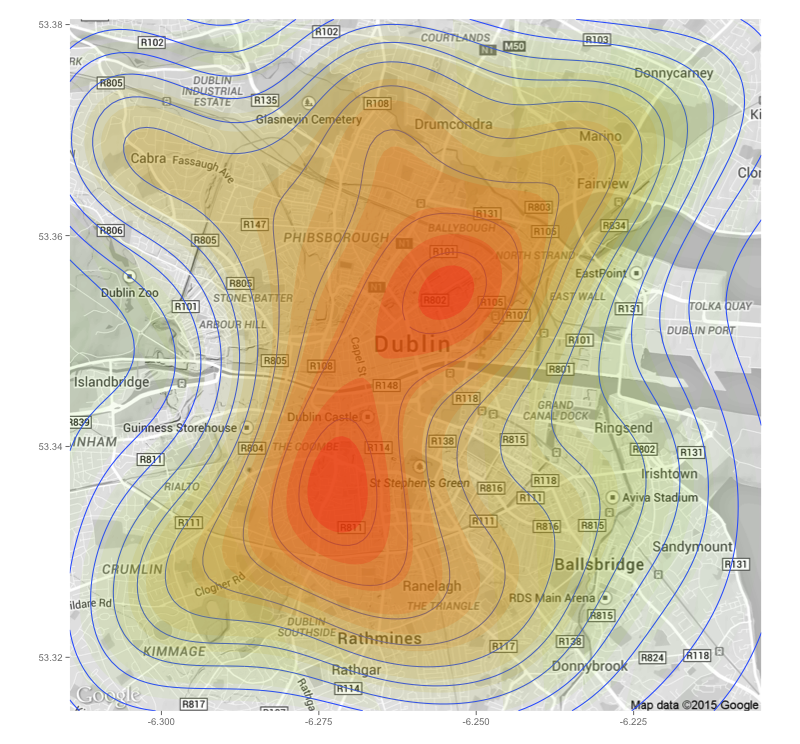 53.38
R102
R102
COURTLANDS
N1
M50
R103
RK
R805
DUBLIN
INDUSTRIAL
ESTATE
R135
R108
Donnycarney
Glasnevin Cemetery
Drumcondra
Marino
Ki
Cabra
Fassaugh Ave
Fairview
Clon
R131
R803
R147
R806
R805
PHIBSBOROUGH
N1
BALLYBOUGH
R105
R834
53.36
R101
NORTH STRAND
Dublin Zoo
R805
STONEYBATTER
N1
R802
R105
EAST WALL
EastPoint
R101
R107
R131
TOLKA QUAY
DUBLIN PORT
ARBOUR HILL
Dublin
R101
Capel St
R805
R108
R801
Islandbridge
R148
R118
R839
Guinness Storehouse
Dublin Castle
GRAND
CANAL DOCK
Ringsend
NHAM
R811
R804
THE COOMBE
R114
R138
R815
R802
R131
53.34
RIALTO
St Stephen's Green
R816
R118
R111
Irishtown
Aviva Stadium
R111
R811
R111
R816
R815
Sandymount
CRUMLIN
Clogher Rd
Ballsbridge
R131
ildare Rd
Ranelagh
THE TRIANGLE
RDS Main Arena
R815
DUBLIN
SOUTHSIDE
Rathmines
R117
R138
KIMMAGE
53.32
Rathgar
Donnybrook
R824
R118
R114
Google
R817
Rathga
Map data ©2015 Google
-6.300
-6.275
-6.250
-6.225